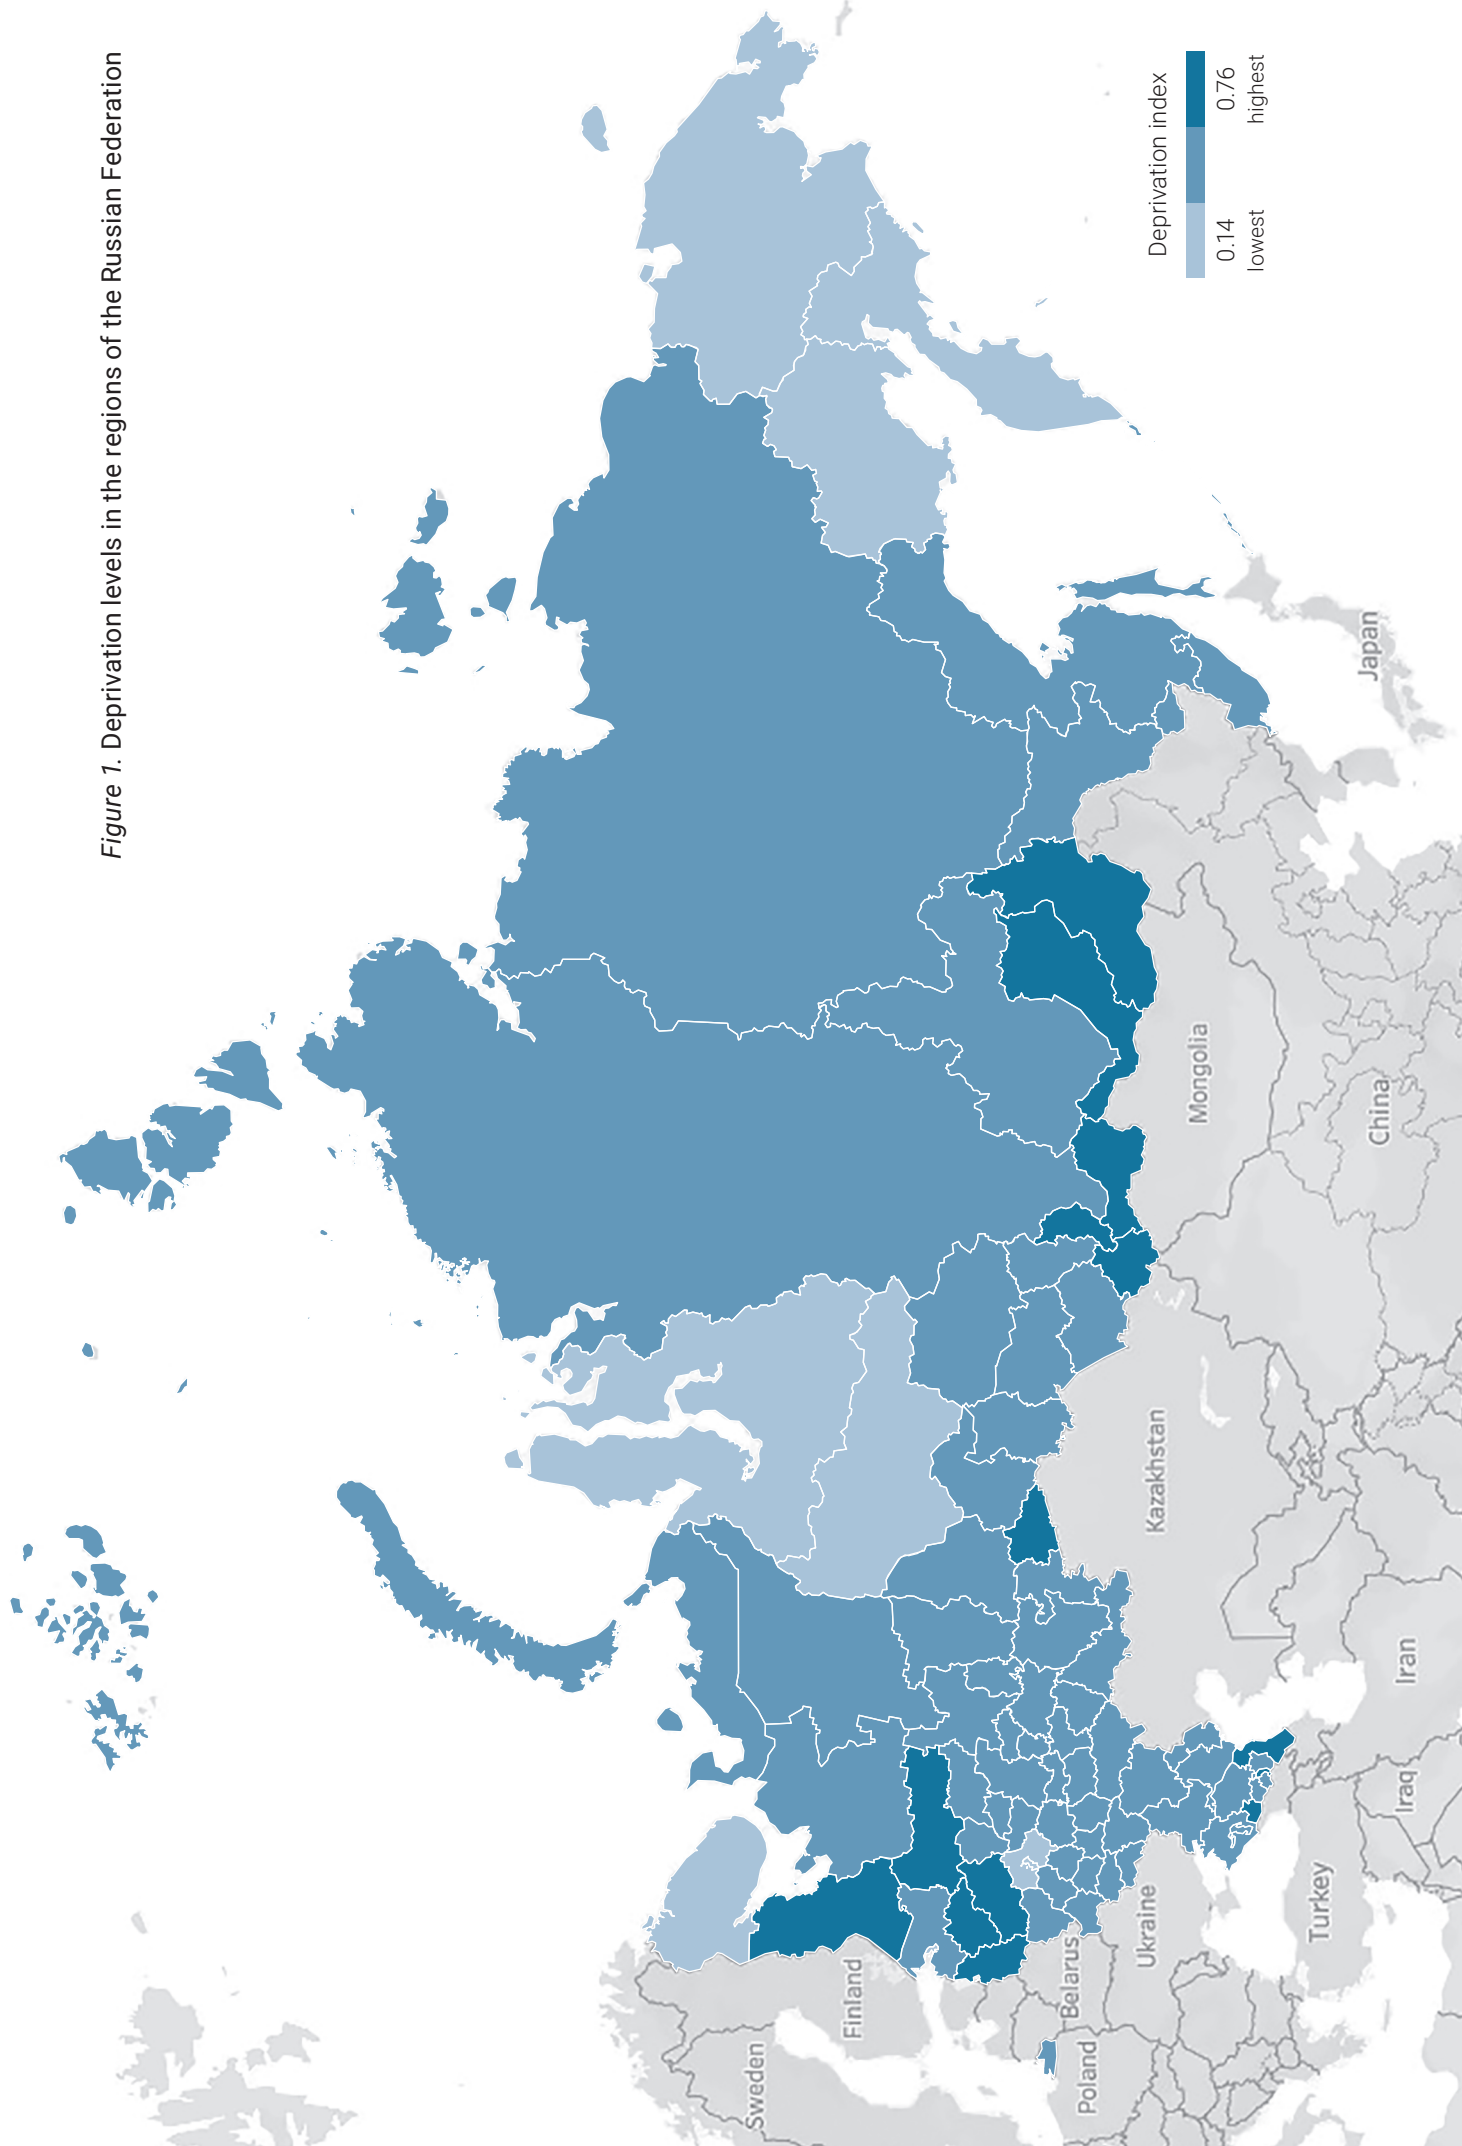 Figure 1. Deprivation levels in the regions of the Russian Federation
Deprivation index
0.14
0.76
lowest
highest
Sweden
Finland
Poland
Belarus
Ukraine
Turkey
Iraq
Iran
Kazakhstan
Mongolia
China
Japan